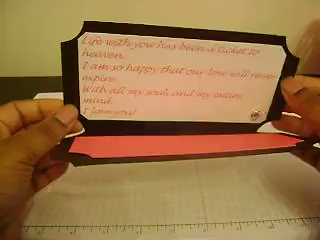 Life with you has been a ticket to
heaven.
I am so happy that our love will never
expire.
With all my soul, and my entire
mind.
I love you!